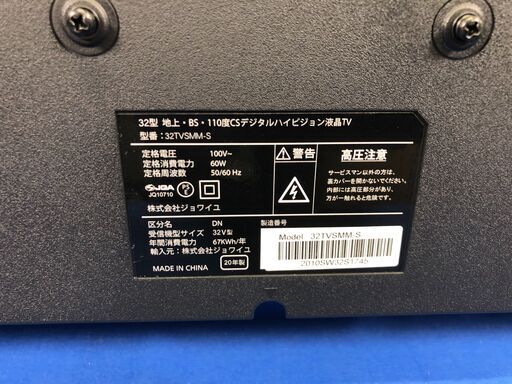 32型 地上・BS・110度CSデジタルハイビジョン液晶TV
型番：32TVSMM-S
定格電圧 100V~
定格消費電力 60W
定格周波数 50/60 Hz
JQA
JQ10710
株式会社ジョワイユ
区分名 DN
受信機型サイズ 32V型
年間消費電力 67KWh/年
輸入元：株式会社ジョワイユ
MADE IN CHINA
20年製
警告
高圧注意
サービスマン以外の方は、
裏カバーを開けないでください。
内部には高圧部分があり、
万が一触れると危険です。
製造番号
Model 32TVSMM-S
2010SW32S1745